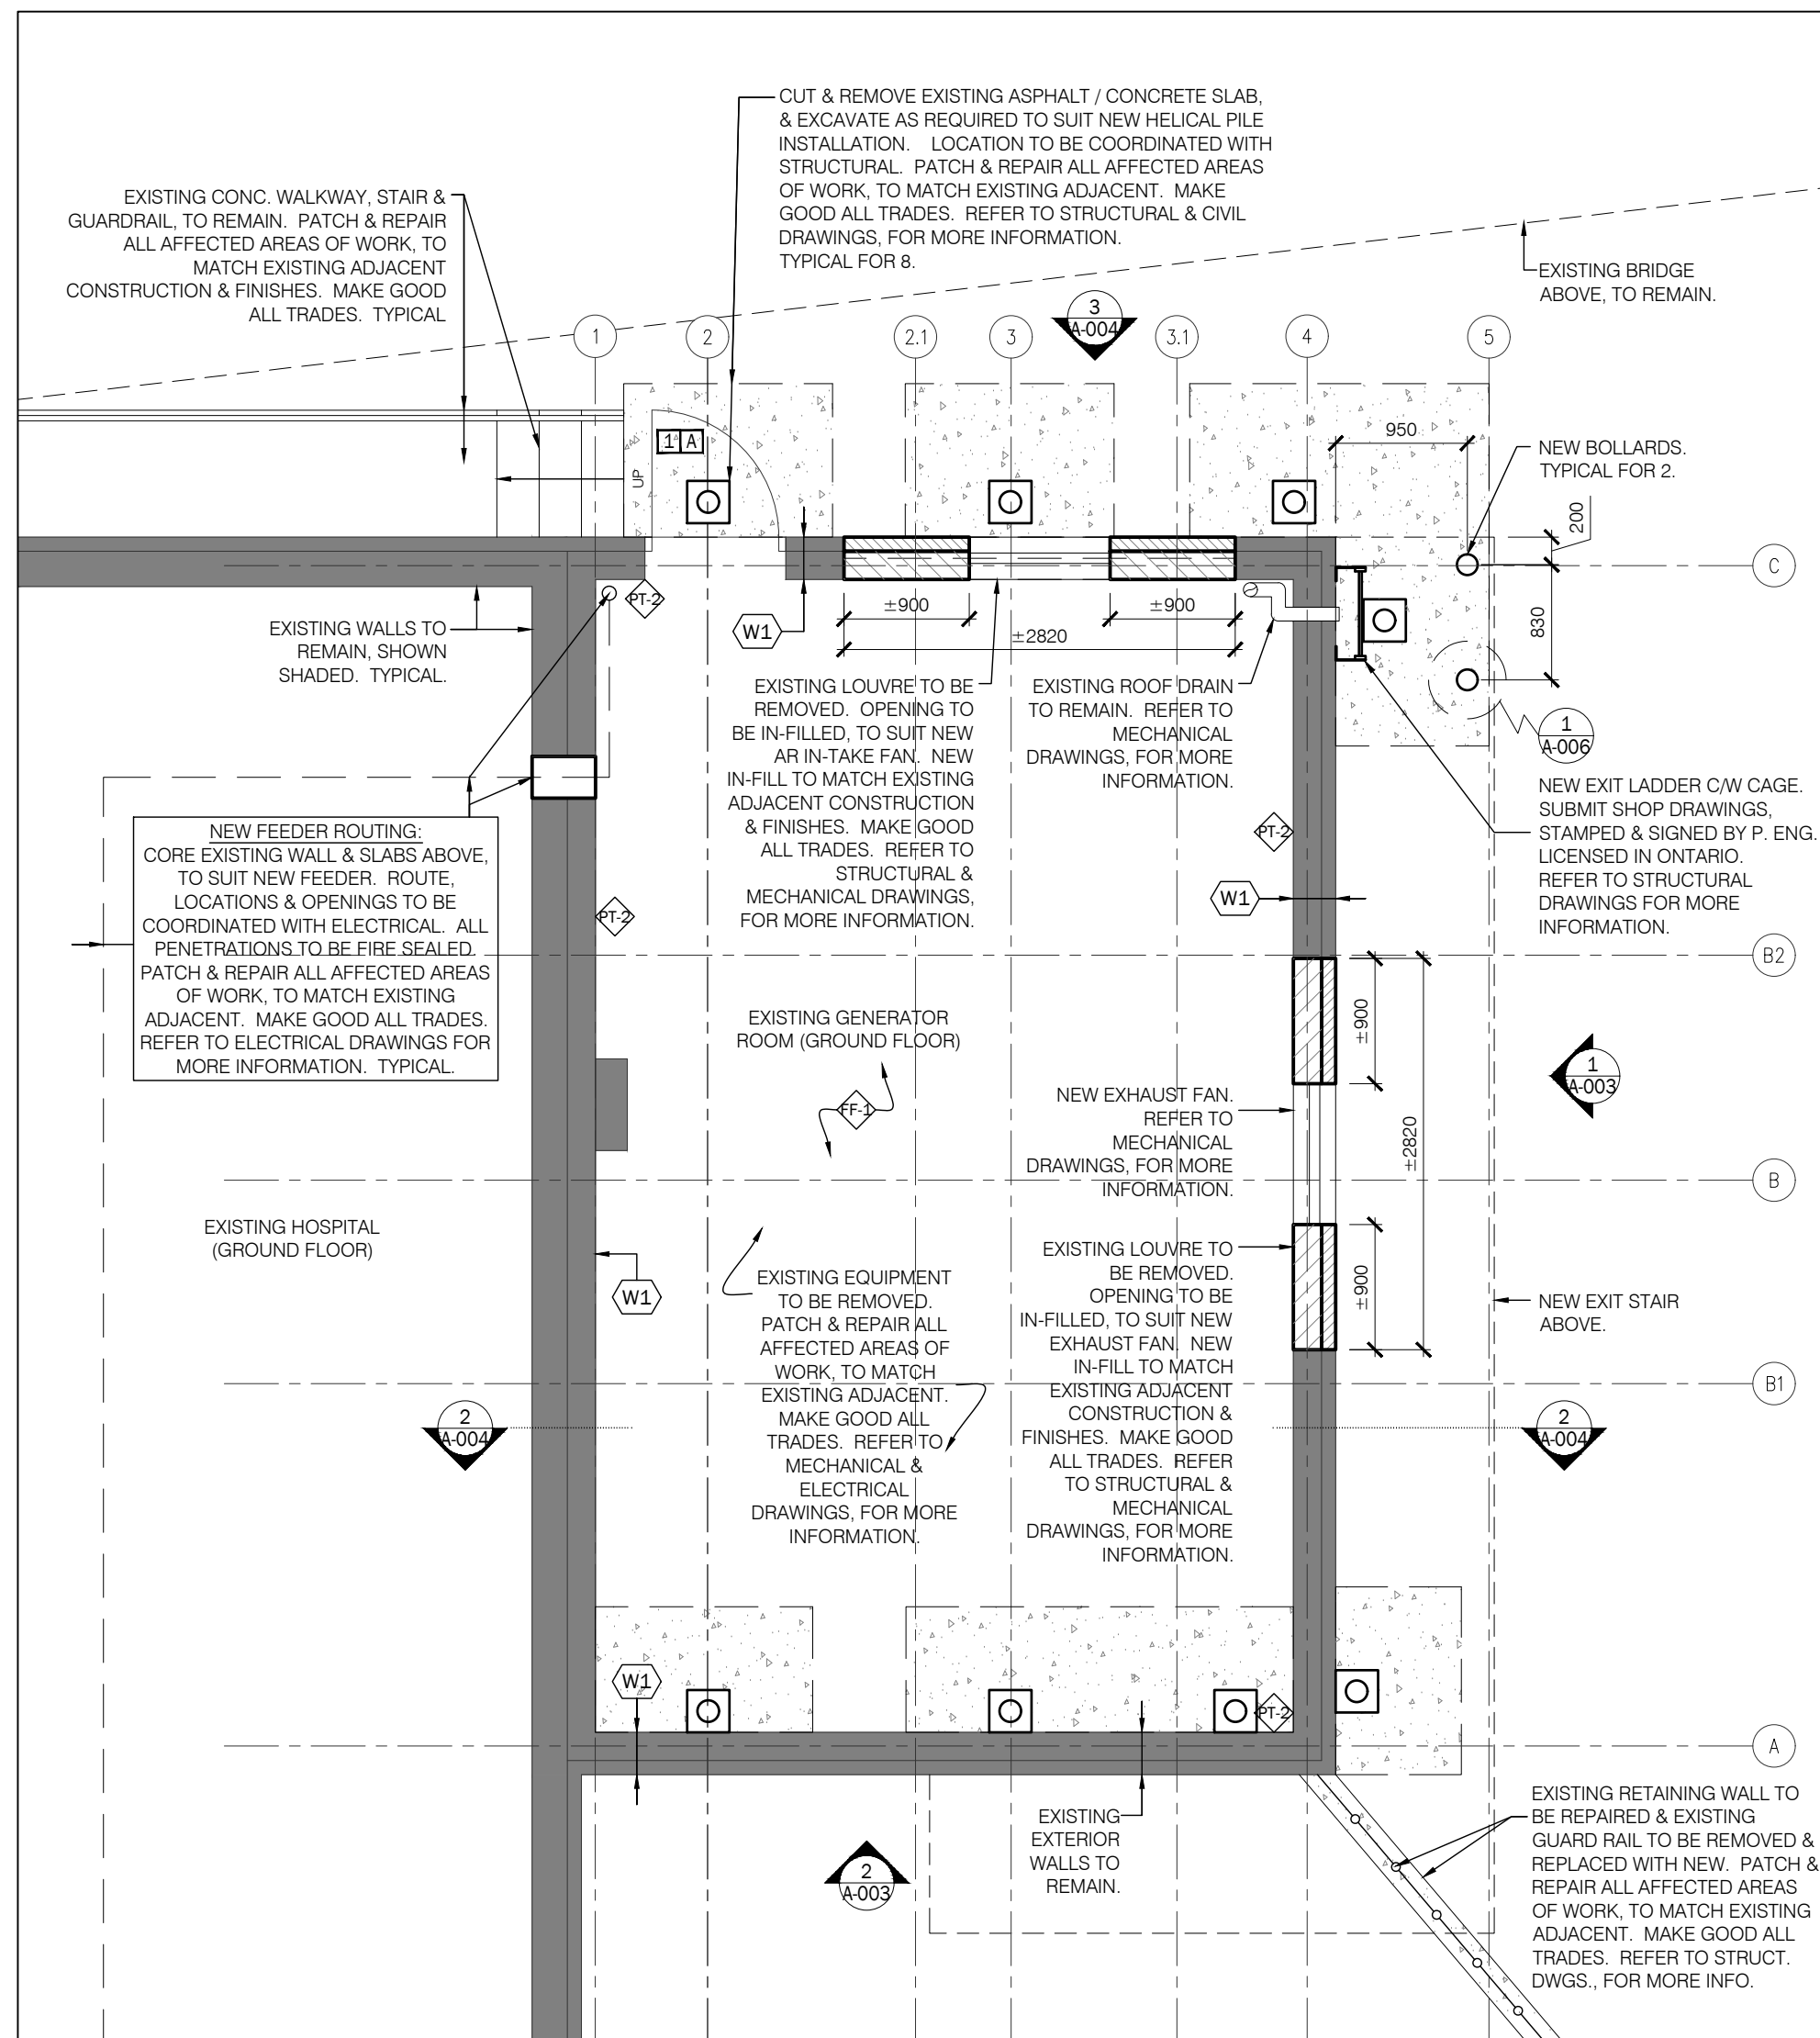 CUT & REMOVE EXISTING ASPHALT / CONCRETE SLAB,
& EXCAVATE AS REQUIRED TO SUIT NEW HELICAL PILE
INSTALLATION. LOCATION TO BE COORDINATED WITH
STRUCTURAL. PATCH & REPAIR ALL AFFECTED AREAS
OF WORK, TO MATCH EXISTING ADJACENT. MAKE
GOOD ALL TRADES. REFER TO STRUCTURAL & CIVIL
DRAWINGS, FOR MORE INFORMATION.
TYPICAL FOR 8.
EXISTING CONC. WALKWAY, STAIR &
GUARDRAIL, TO REMAIN. PATCH & REPAIR
ALL AFFECTED AREAS OF WORK, TO
MATCH EXISTING ADJACENT
CONSTRUCTION & FINISHES. MAKE GOOD
ALL TRADES. TYPICAL
EXISTING BRIDGE
ABOVE, TO REMAIN.
3
A-004
1
2
2.1
3
3.1
4
5
950
NEW BOLLARDS.
TYPICAL FOR 2.
1 A
UP
200
C
PT-2
±900
±900
W1
±2820
830
EXISTING WALLS TO
REMAIN, SHOWN
SHADED. TYPICAL.
EXISTING LOUVRE TO BE
REMOVED. OPENING TO
BE IN-FILLED, TO SUIT NEW
AR IN-TAKE FAN. NEW
IN-FILL TO MATCH EXISTING
ADJACENT CONSTRUCTION
& FINISHES. MAKE GOOD
ALL TRADES. REFER TO
STRUCTURAL &
MECHANICAL DRAWINGS,
FOR MORE INFORMATION.
EXISTING ROOF DRAIN
TO REMAIN. REFER TO
MECHANICAL
DRAWINGS, FOR MORE
INFORMATION.
1
A-006
NEW EXIT LADDER C/W CAGE.
SUBMIT SHOP DRAWINGS,
STAMPED & SIGNED BY P. ENG.
LICENSED IN ONTARIO.
REFER TO STRUCTURAL
DRAWINGS FOR MORE
INFORMATION.
PT-2
W1
NEW FEEDER ROUTING:
CORE EXISTING WALL & SLABS ABOVE,
TO SUIT NEW FEEDER. ROUTE,
LOCATIONS & OPENINGS TO BE
COORDINATED WITH ELECTRICAL. ALL
PENETRATIONS TO BE FIRE SEALED.
PATCH & REPAIR ALL AFFECTED AREAS
OF WORK, TO MATCH EXISTING
ADJACENT. MAKE GOOD ALL TRADES.
REFER TO ELECTRICAL DRAWINGS FOR
MORE INFORMATION. TYPICAL.
PT-2
B2
EXISTING GENERATOR
ROOM (GROUND FLOOR)
±900
FF-1
1
A-003
NEW EXHAUST FAN.
REFER TO
MECHANICAL
DRAWINGS, FOR MORE
INFORMATION.
±2820
B
EXISTING HOSPITAL
(GROUND FLOOR)
W1
EXISTING EQUIPMENT
TO BE REMOVED.
PATCH & REPAIR ALL
AFFECTED AREAS OF
WORK, TO MATCH
EXISTING ADJACENT.
MAKE GOOD ALL
TRADES. REFER TO
MECHANICAL &
ELECTRICAL
DRAWINGS, FOR MORE
INFORMATION.
EXISTING LOUVRE TO
BE REMOVED.
OPENING TO BE
IN-FILLED, TO SUIT NEW
EXHAUST FAN. NEW
IN-FILL TO MATCH
EXISTING ADJACENT
CONSTRUCTION &
FINISHES. MAKE GOOD
ALL TRADES. REFER
TO STRUCTURAL &
MECHANICAL
DRAWINGS, FOR MORE
INFORMATION.
±900
NEW EXIT STAIR
ABOVE.
B1
2
A-004
2
A-004
W1
PT-2
A
EXISTING
EXTERIOR
WALLS TO
REMAIN.
2
A-003
EXISTING RETAINING WALL TO
BE REPAIRED & EXISTING
GUARD RAIL TO BE REMOVED &
REPLACED WITH NEW. PATCH &
REPAIR ALL AFFECTED AREAS
OF WORK, TO MATCH EXISTING
ADJACENT. MAKE GOOD ALL
TRADES. REFER TO STRUCT.
DWGS., FOR MORE INFO.